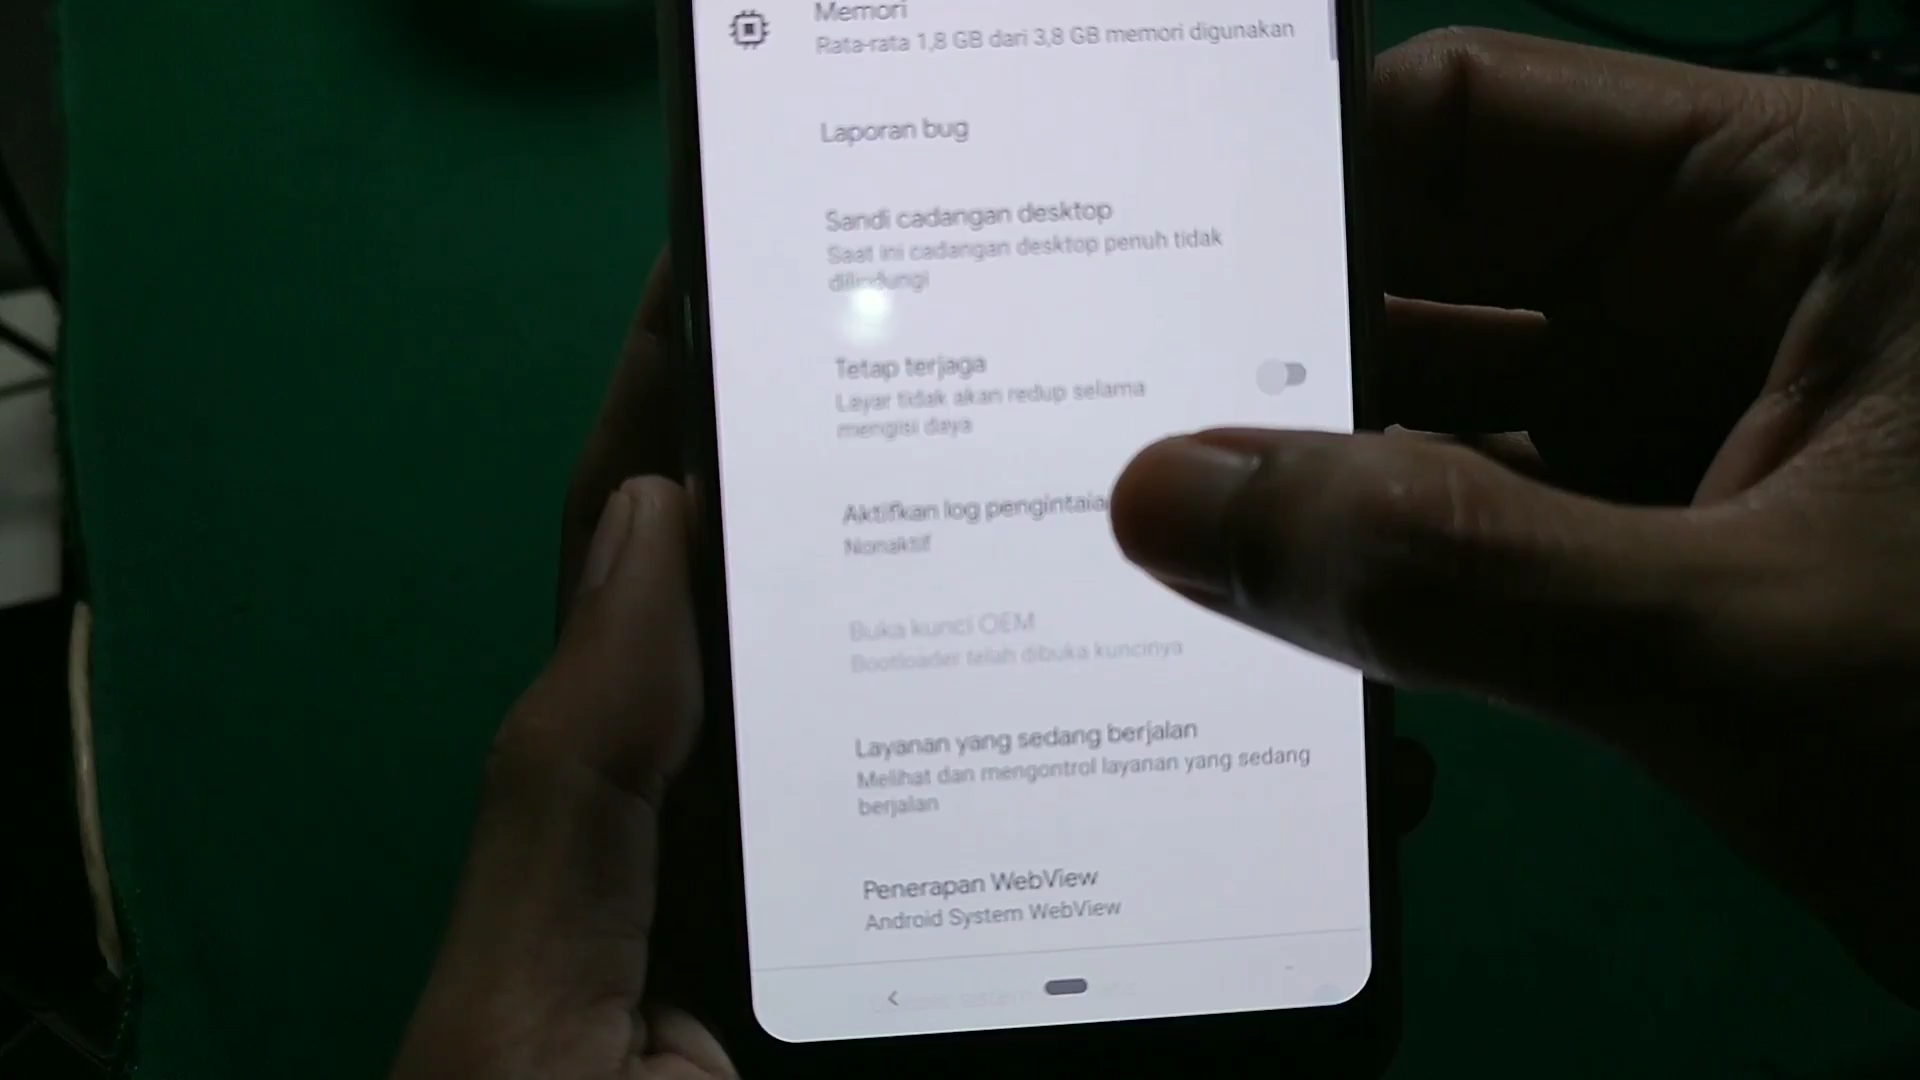 Memori
Rata-rata 1,8 GB dari 3,8 GB memori digunakan
Laporan bug
Sandi cadangan desktop
Saat ini cadangan desktop penuh tidak
dilindungi
Tetap terjaga
Layar tidak akan redup selama
mengisi daya
Aktifkan log pengintaia
Nonaktif
Buka kunci OEM
Bootloader telah dibuka kuncinya
Layanan yang sedang berjalan
Melihat dan mengontrol layanan yang sedang
berjalan
Penerapan WebView
Android System WebView